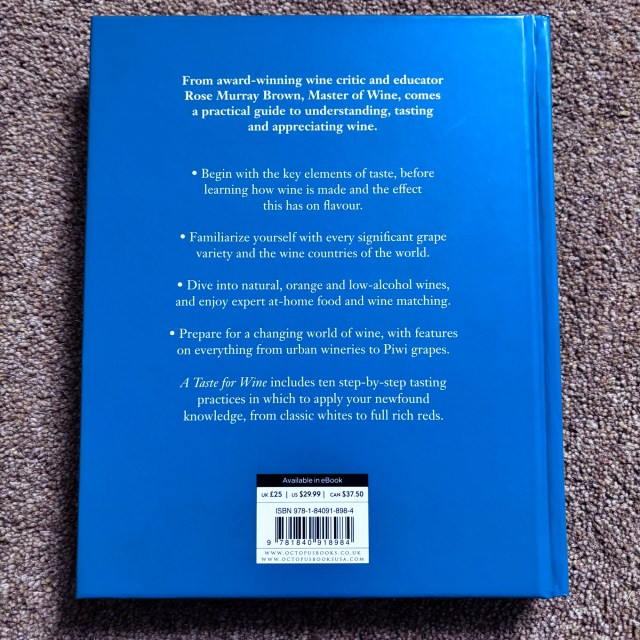 From award-winning wine critic and educator
Rose Murray Brown, Master of Wine, comes
a practical guide to understanding, tasting
and appreciating wine.
• Begin with the key elements of taste, before
learning how wine is made and the effect
this has on flavour.
• Familiarize yourself with every significant grape
variety and the wine countries of the world.
• Dive into natural, orange and low-alcohol wines,
and enjoy expert at-home food and wine matching.
• Prepare for a changing world of wine, with features
on everything from urban wineries to Piwi grapes.
A Taste for Wine includes ten step-by-step tasting
practices in which to apply your newfound
knowledge, from classic whites to full rich reds.
Available in eBook
UK £25 | US $29.99 | CAN $37.50
ISBN 978-1-84091-898-4
9 781840 918984
WWW.OCTOPUSBOOKS.CO.UK
WWW.OCTOPUSBOOKSUSA.COM